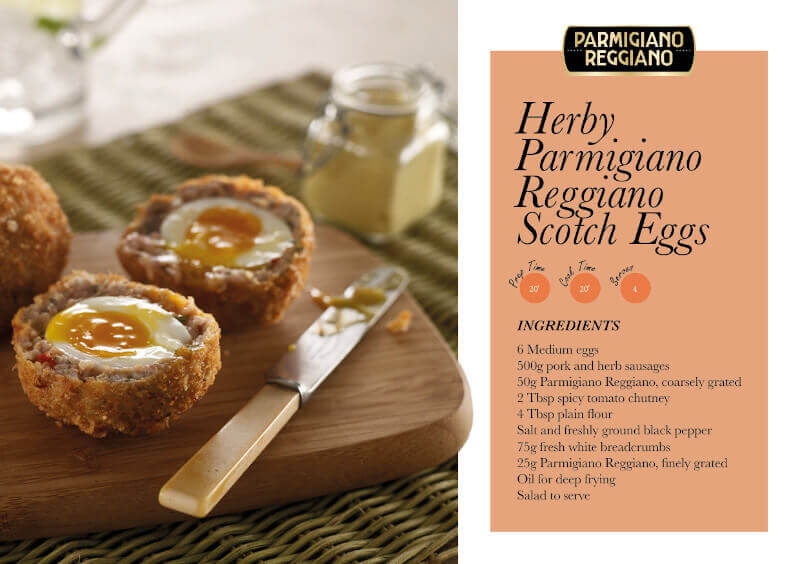 PARMIGIANO
REGGIANO
Herby
Parmigiano
Reggiano
Scotch Eggs
Prep Time
20'
Cook Time
20'
Serves
4
INGREDIENTS
6 Medium eggs
500g pork and herb sausages
50g Parmigiano Reggiano, coarsely grated
2 Tbsp spicy tomato chutney
4 Tbsp plain flour
Salt and freshly ground black pepper
75g fresh white breadcrumbs
25g Parmigiano Reggiano, finely grated
Oil for deep frying
Salad to serve